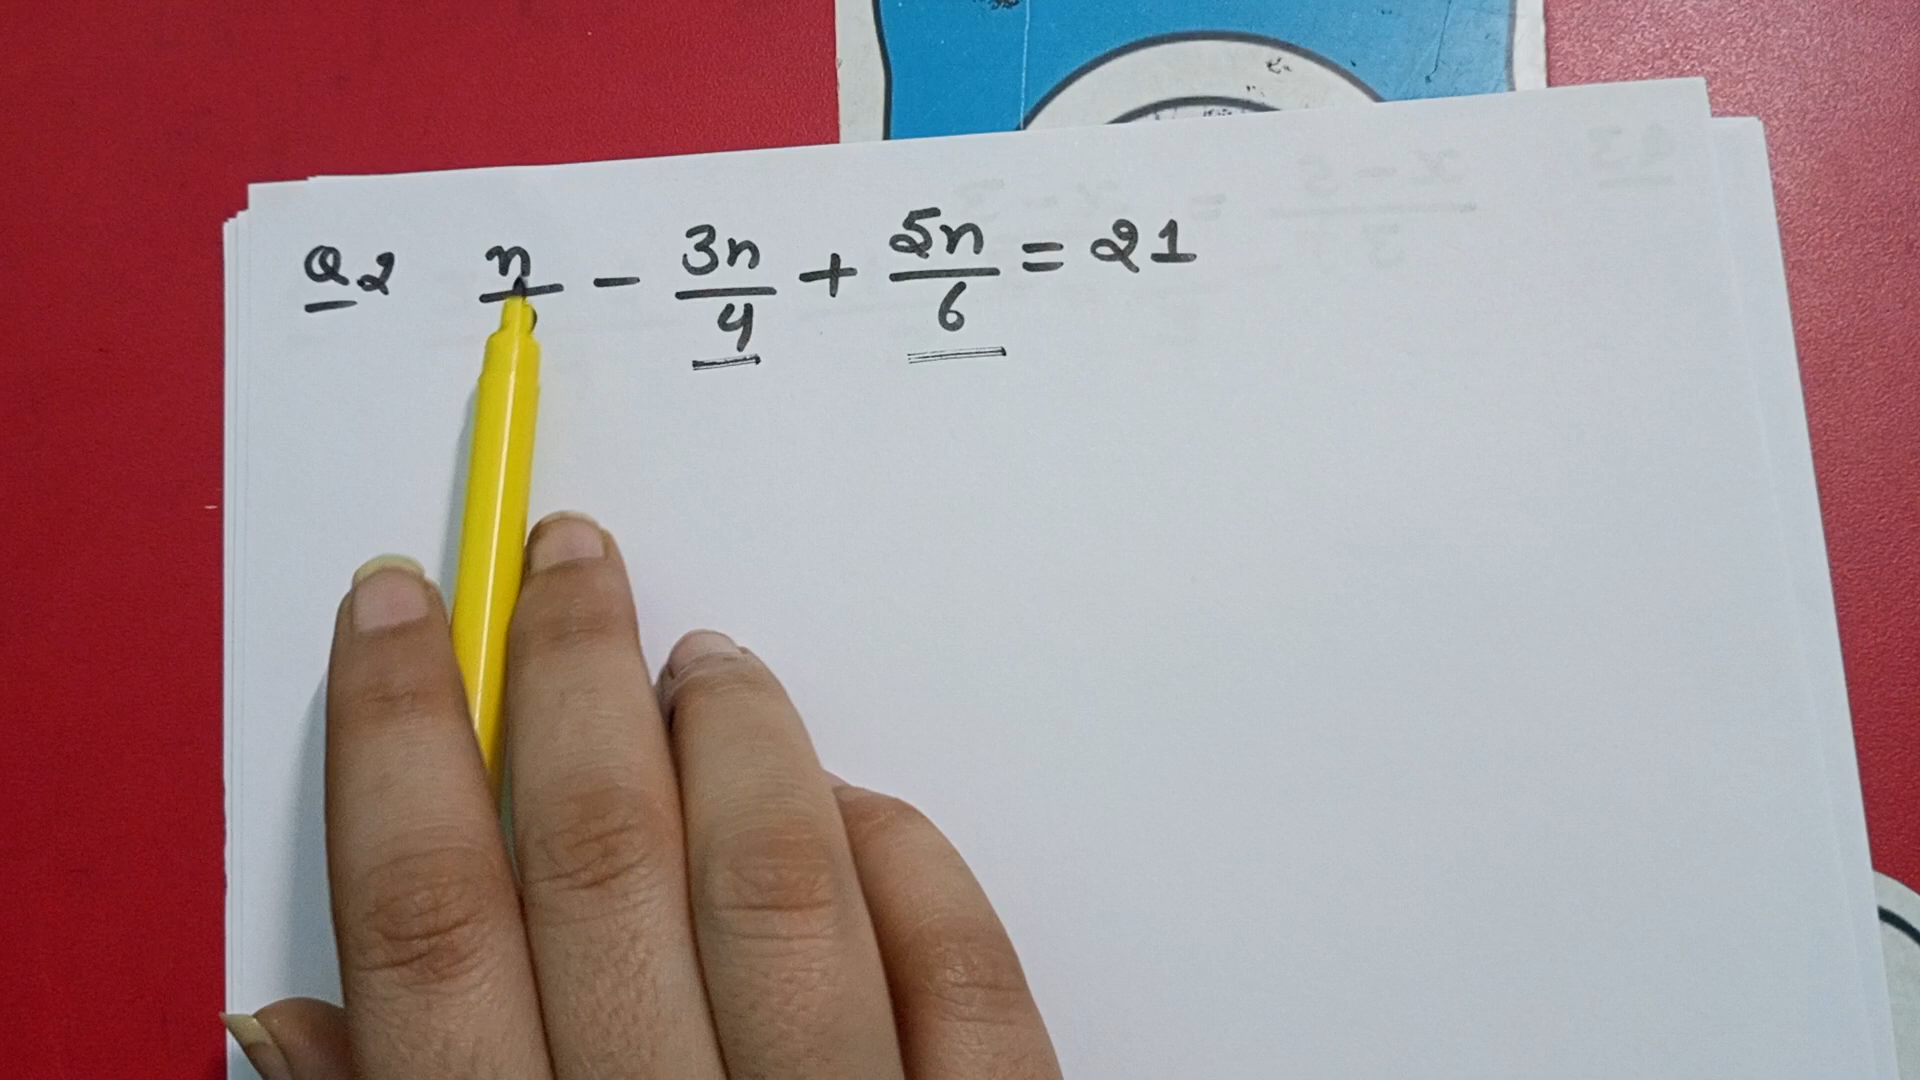 Q2 n/ - 3n/4 + 5n/6 = 21